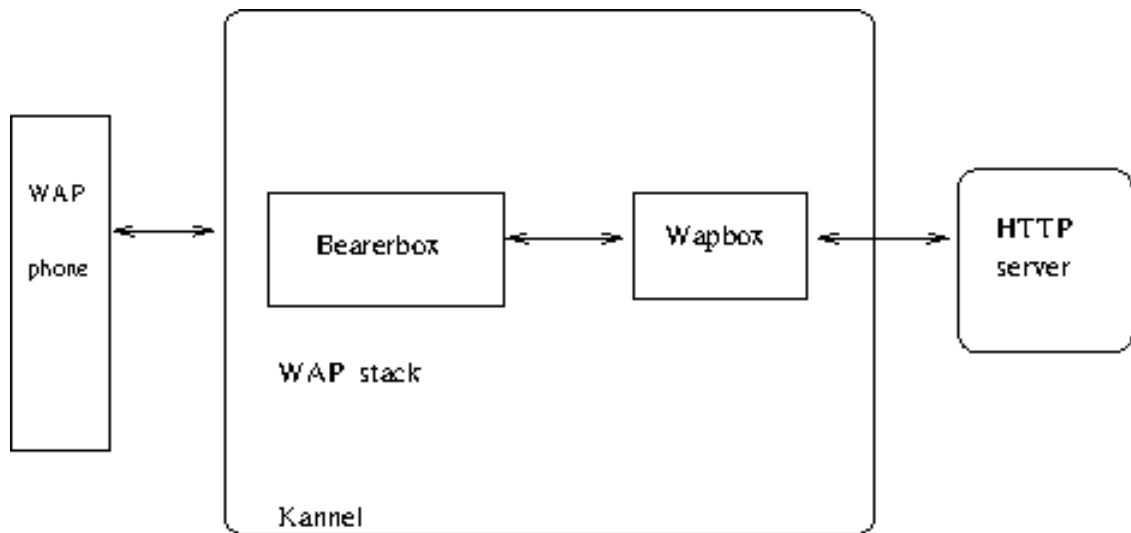 WAP
phone
Bearerbox
Wapbox
HTTP
server
WAP stack
Kannel